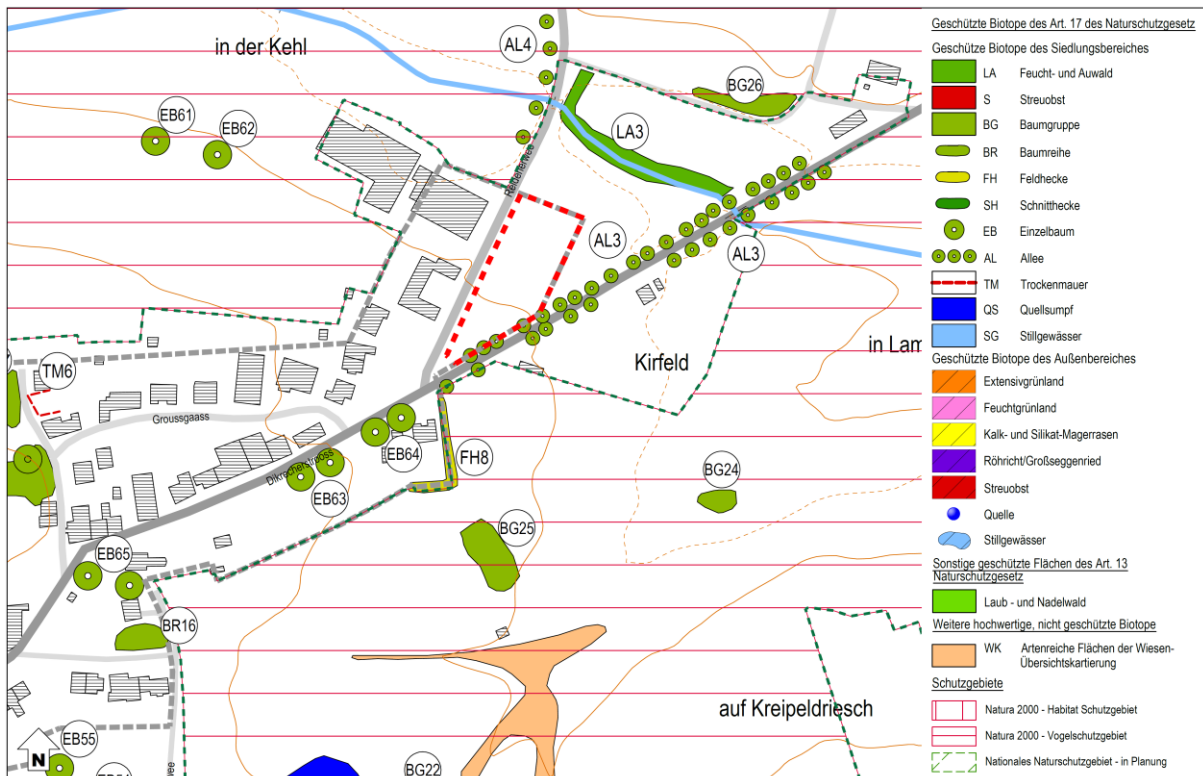 in der Kehl
AL4
BG26
EB61
EB62
LA3
AL3
AL3
Kirfeld
TM6
Groussgaass
EB64
FH8
EB63
BG24
BG25
EB65
BR16
auf Kreipeldriesch
EB55
N
BG22
in Lam
Geschützte Biotope des Art. 17 des Naturschutzgesetz
Geschütze Biotope des Siedlungsbereiches
LA Feucht- und Auwald
S Streuobst
BG Baumgruppe
BR Baumreihe
FH Feldhecke
SH Schnitthecke
EB Einzelbaum
AL Allee
TM Trockenmauer
QS Quellsumpf
SG Stillgewässer
Geschützte Biotope des Außenbereiches
Extensivgrünland
Feuchtgrünland
Kalk- und Silikat-Magerrasen
Röhricht/Großseggenried
Streuobst
Quelle
Stillgewässer
Sonstige geschützte Flächen des Art. 13
Naturschutzgesetz
Laub - und Nadelwald
Weitere hochwertige, nicht geschützte Biotope
WK Artenreiche Flächen der Wiesen-
Übersichtskartierung
Schutzgebiete
Natura 2000 - Habitat Schutzgebiet
Natura 2000 - Vogelschutzgebiet
Nationales Naturschutzgebiet - in Planung